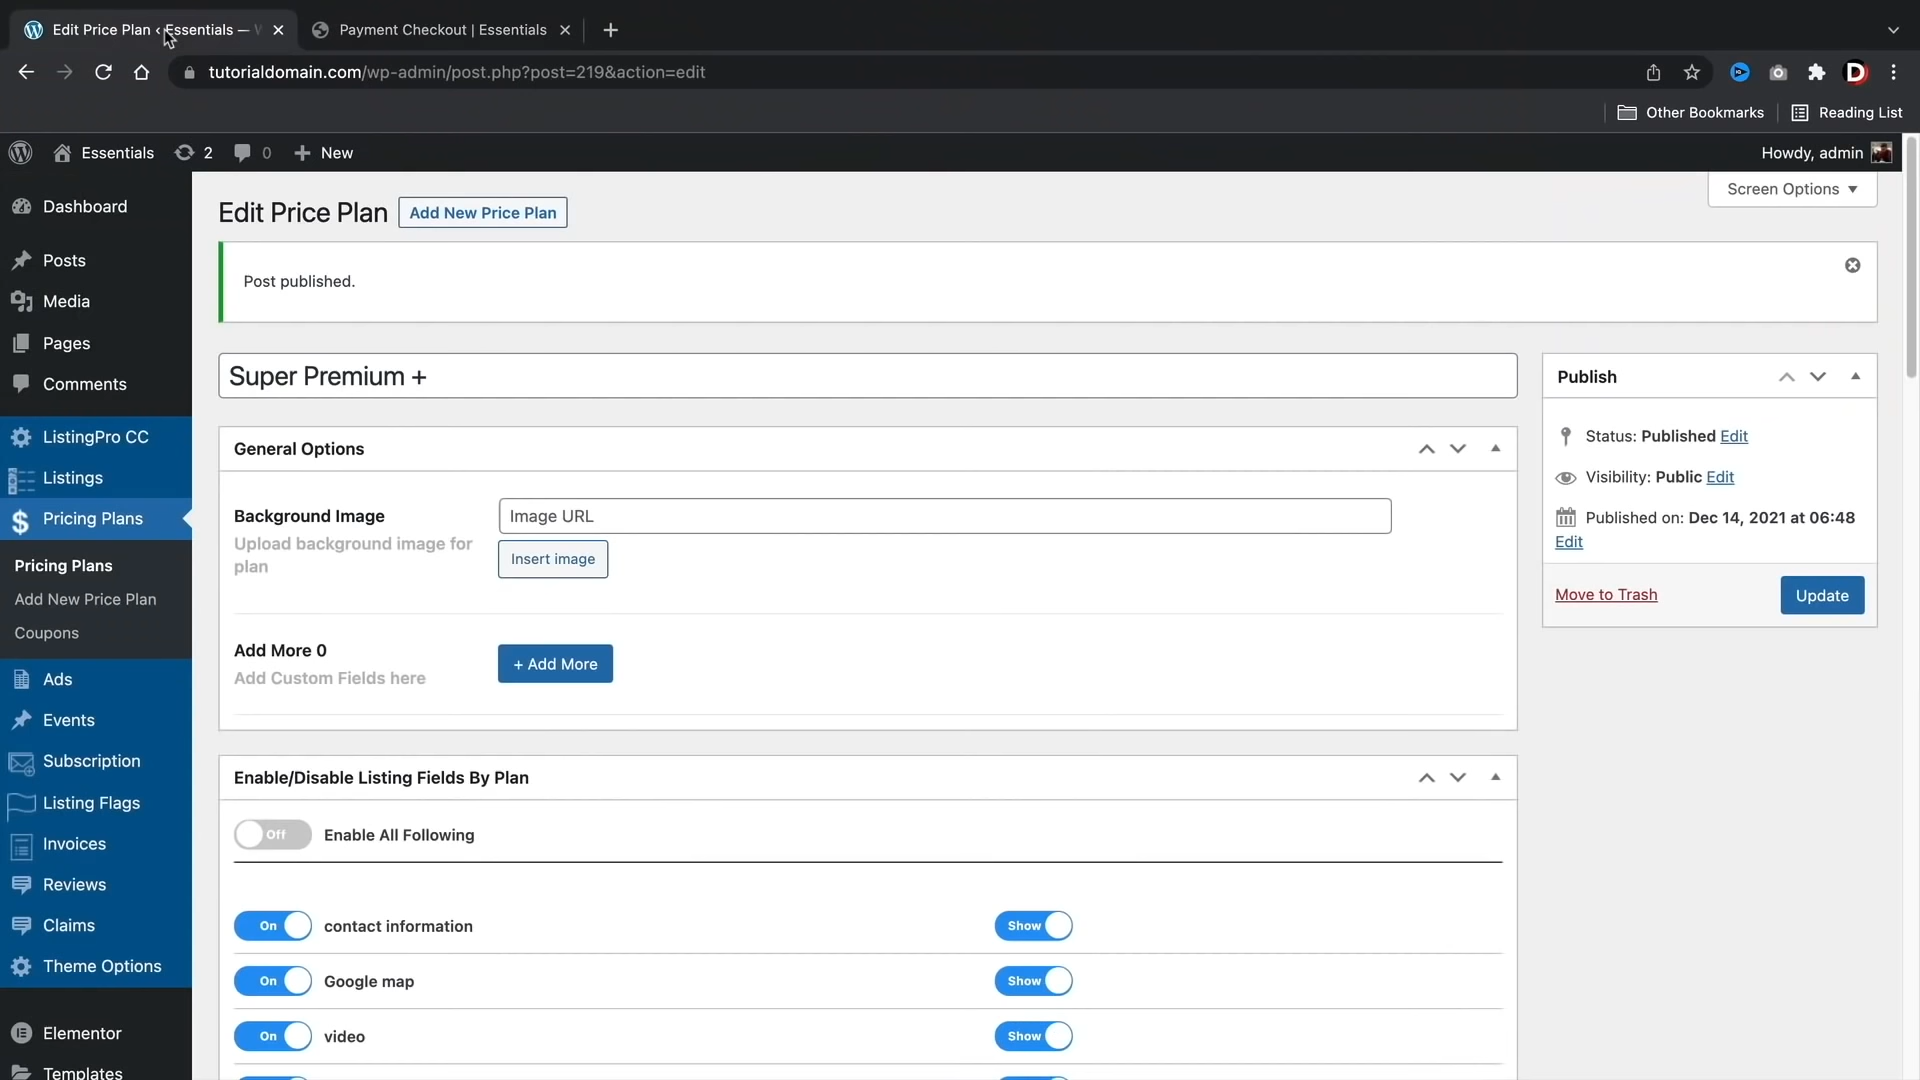 Edit Price Plan ‹ Essentials —
Payment Checkout | Essentials
tutorialdomain.com/wp-admin/post.php?post=219&action=edit
Other Bookmarks
Reading List
Essentials
2
0
New
Howdy, admin
Screen Options
Dashboard
Posts
Media
Pages
Comments
ListingPro CC
Listings
Pricing Plans
Pricing Plans
Add New Price Plan
Coupons
Ads
Events
Subscription
Listing Flags
Invoices
Reviews
Claims
Theme Options
Elementor
Templates
Edit Price Plan
Add New Price Plan
Post published.
Super Premium +
General Options
Background Image
Upload background image for
plan
Image URL
Insert image
Add More 0
Add Custom Fields here
+ Add More
Enable/Disable Listing Fields By Plan
Off Enable All Following
On contact information Show
On Google map Show
On video Show
Publish
Status: Published Edit
Visibility: Public Edit
Published on: Dec 14, 2021 at 06:48
Edit
Move to Trash
Update